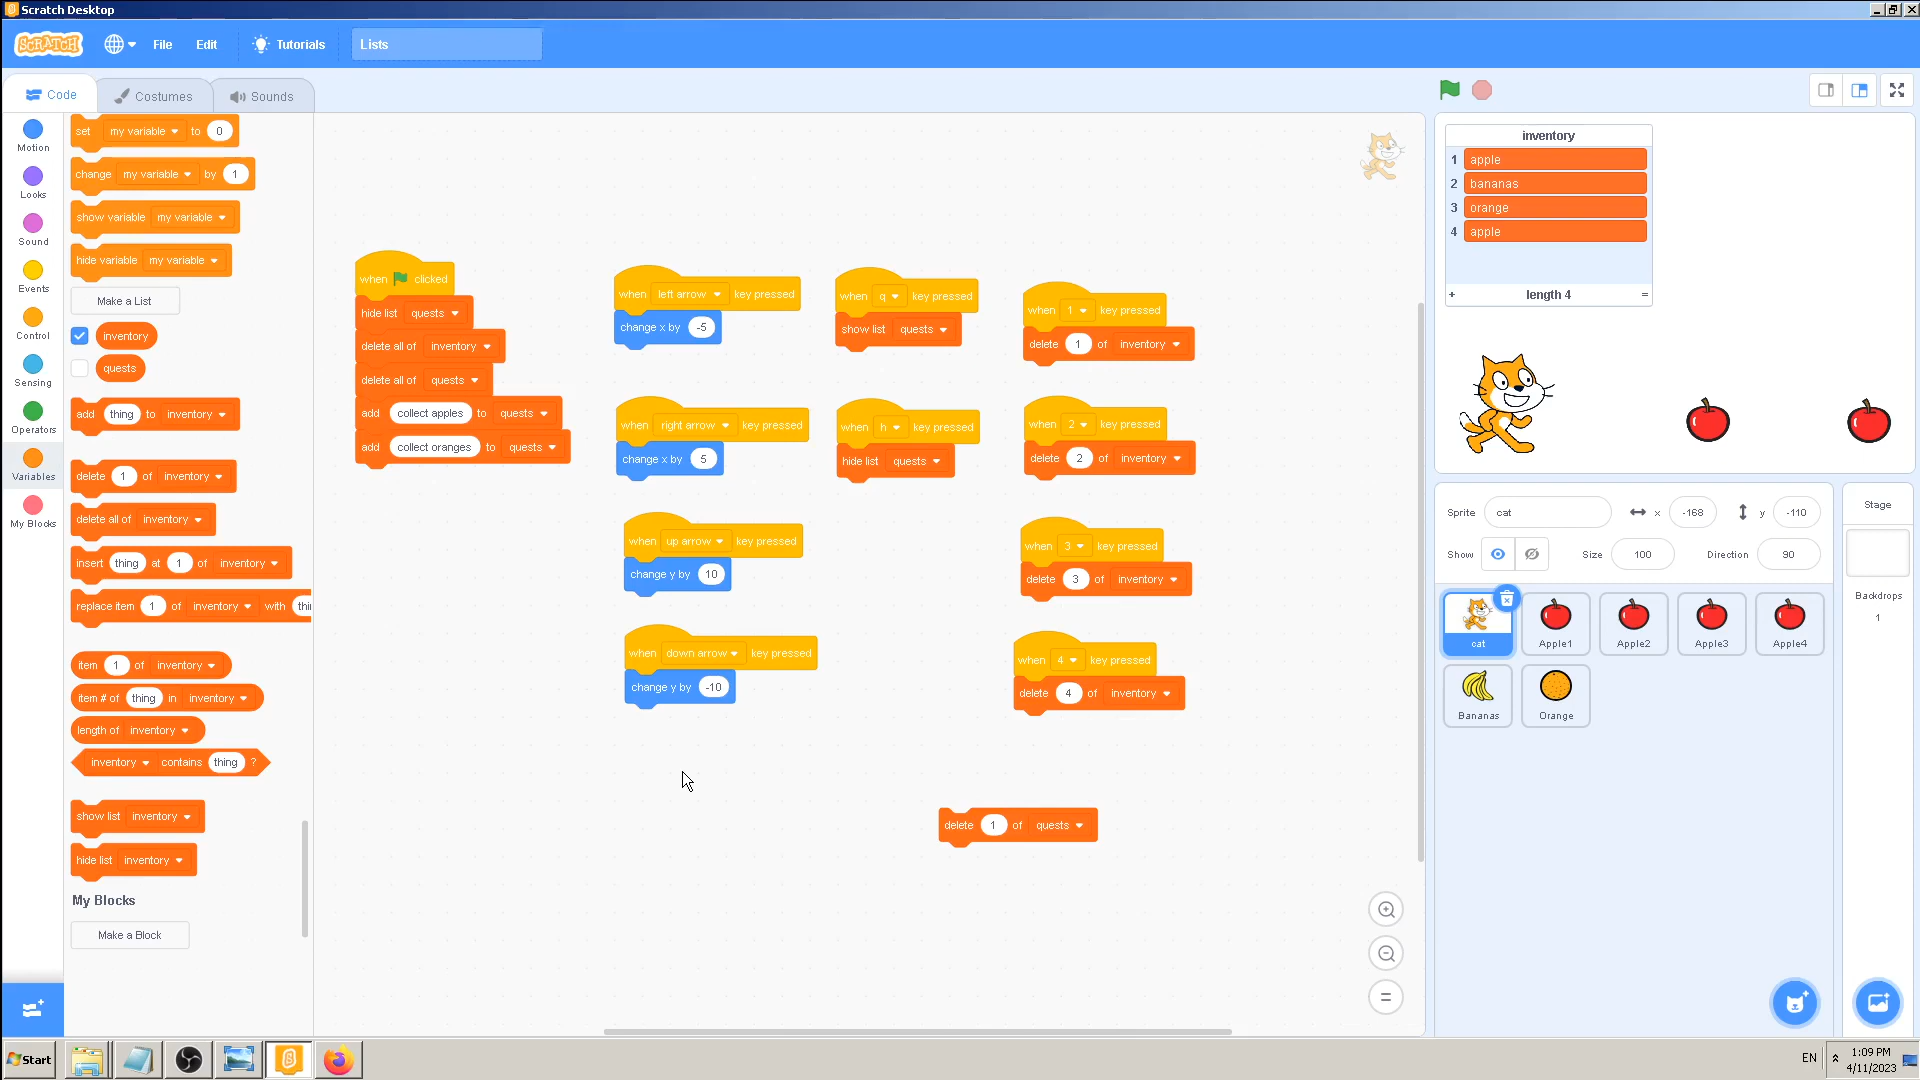 Scratch Desktop
SCRATCH
File
Edit
Tutorials
Lists
Code
Costumes
Sounds
Motion
Looks
Sound
Events
Control
Sensing
Operators
Variables
My Blocks
set my variable to 0
change my variable by 1
show variable my variable
hide variable my variable
Make a List
inventory
quests
add thing to inventory
delete 1 of inventory
delete all of inventory
insert thing at 1 of inventory
replace item 1 of inventory with thi
item 1 of inventory
item # of thing in inventory
length of inventory
inventory contains thing ?
show list inventory
hide list inventory
My Blocks
Make a Block
when clicked
hide list quests
delete all of inventory
delete all of quests
add collect apples to quests
add collect oranges to quests
when left arrow key pressed
change x by -5
when right arrow key pressed
change x by 5
when up arrow key pressed
change y by 10
when down arrow key pressed
change y by -10
when q key pressed
show list quests
when h key pressed
hide list quests
when 1 key pressed
delete 1 of inventory
when 2 key pressed
delete 2 of inventory
when 3 key pressed
delete 3 of inventory
when 4 key pressed
delete 4 of inventory
delete 1 of quests
inventory
1 apple
2 bananas
3 orange
4 apple
+ length 4 =
Sprite cat x -168 y -110
Show Size 100 Direction 90
cat
Apple1
Apple2
Apple3
Apple4
Bananas
Orange
Stage
Backdrops
1
Start
EN
1:09 PM
4/11/2023